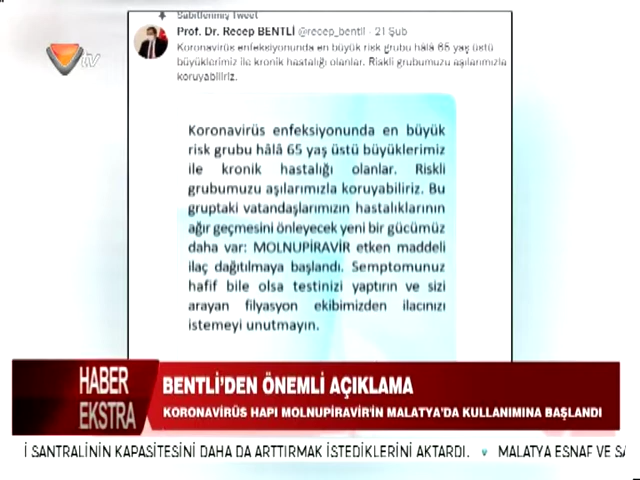 Sabitlenmiş Tweet
Prof. Dr. Recep BENTLİ @recep_bentli · 21 Şub
Koronavirüs enfeksiyonunda en büyük risk grubu hâlâ 65 yaş üstü
büyüklerimiz ile kronik hastalığı olanlar. Riskli grubumuzu aşılarımızla
koruyabiliriz.
tv
Koronavirüs enfeksiyonunda en büyük
risk grubu hâlâ 65 yaş üstü büyüklerimiz
ile kronik hastalığı olanlar. Riskli
grubumuzu aşılarımızla koruyabiliriz. Bu
gruptaki vatandaşlarımızın hastalıklarının
ağır geçmesini önleyecek yeni bir gücümüz
daha var: MOLNUPİRAVİR etken maddeli
ilaç dağıtılmaya başlandı. Semptomunuz
hafif bile olsa testinizi yaptırın ve sizi
arayan filyasyon ekibimizden ilacınızı
istemeyi unutmayın.
HABER
EKSTRA
BENTLİ'DEN ÖNEMLİ AÇIKLAMA
KORONAVİRÜS HAPI MOLNUPİRAVİR'İN MALATYA'DA KULLANIMINA BAŞLANDI
İ SANTRALİNİN KAPASİTESİNİ DAHA DA ARTTIRMAK İSTEDİKLERİNİ AKTARDI. MALATYA ESNAF VE SA